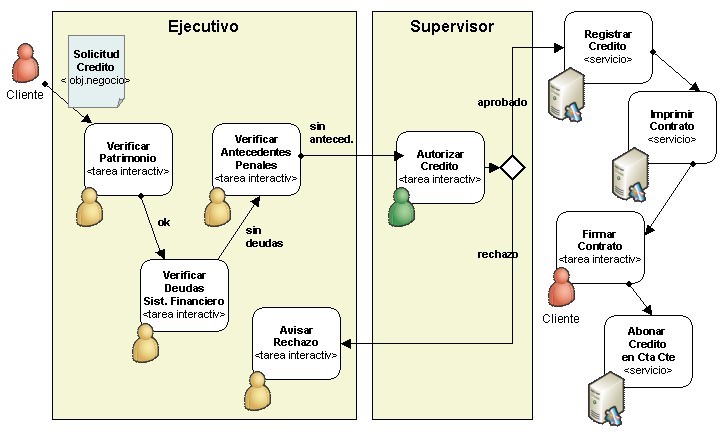 Ejecutivo
Supervisor
Cliente
Solicitud
Credito
< obj.negocio>
Verificar
Patrimonio
<tarea interactiv>
ok
Verificar
Deudas
Sist. Financiero
<tarea interactiv>
sin
deudas
Verificar
Antecedentes
Penales
<tarea interactiv>
sin
anteced.
Autorizar
Credito
<tarea interactiv>
aprobado
rechazo
Avisar
Rechazo
<tarea interactiv>
Registrar
Credito
<servicio>
Imprimir
Contrato
<servicio>
Firmar
Contrato
<tarea interactiv>
Cliente
Abonar
Credito
en Cta Cte
<servicio>